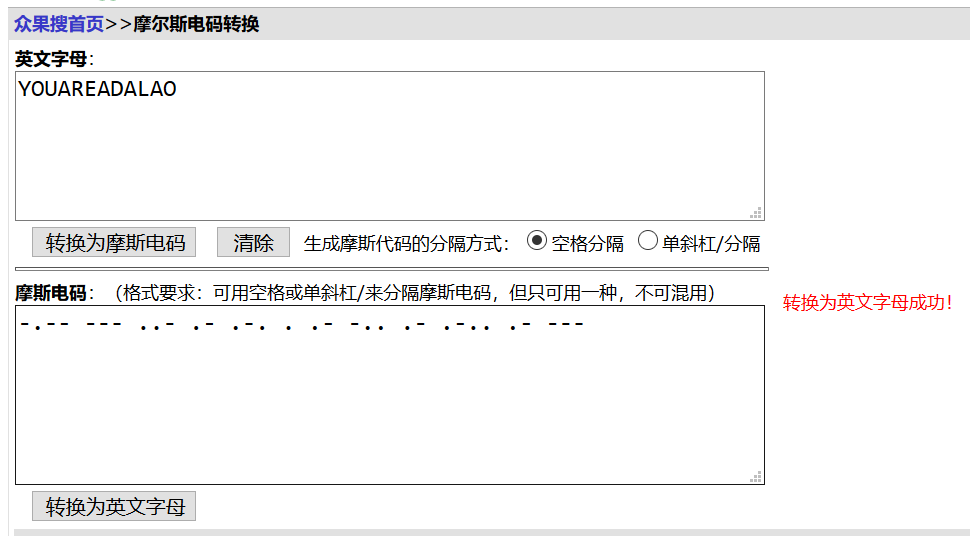 众果搜首页>>摩尔斯电码转换
英文字母：
YOUAREADALAO
转换为摩斯电码 清除 生成摩斯代码的分隔方式： 空格分隔 单斜杠/分隔
摩斯电码：（格式要求：可用空格或单斜杠/来分隔摩斯电码，但只可用一种，不可混用）
转换为英文字母成功！
-.-- --- ..- .- .-. . .- -.. .- .-.. .- ---
转换为英文字母